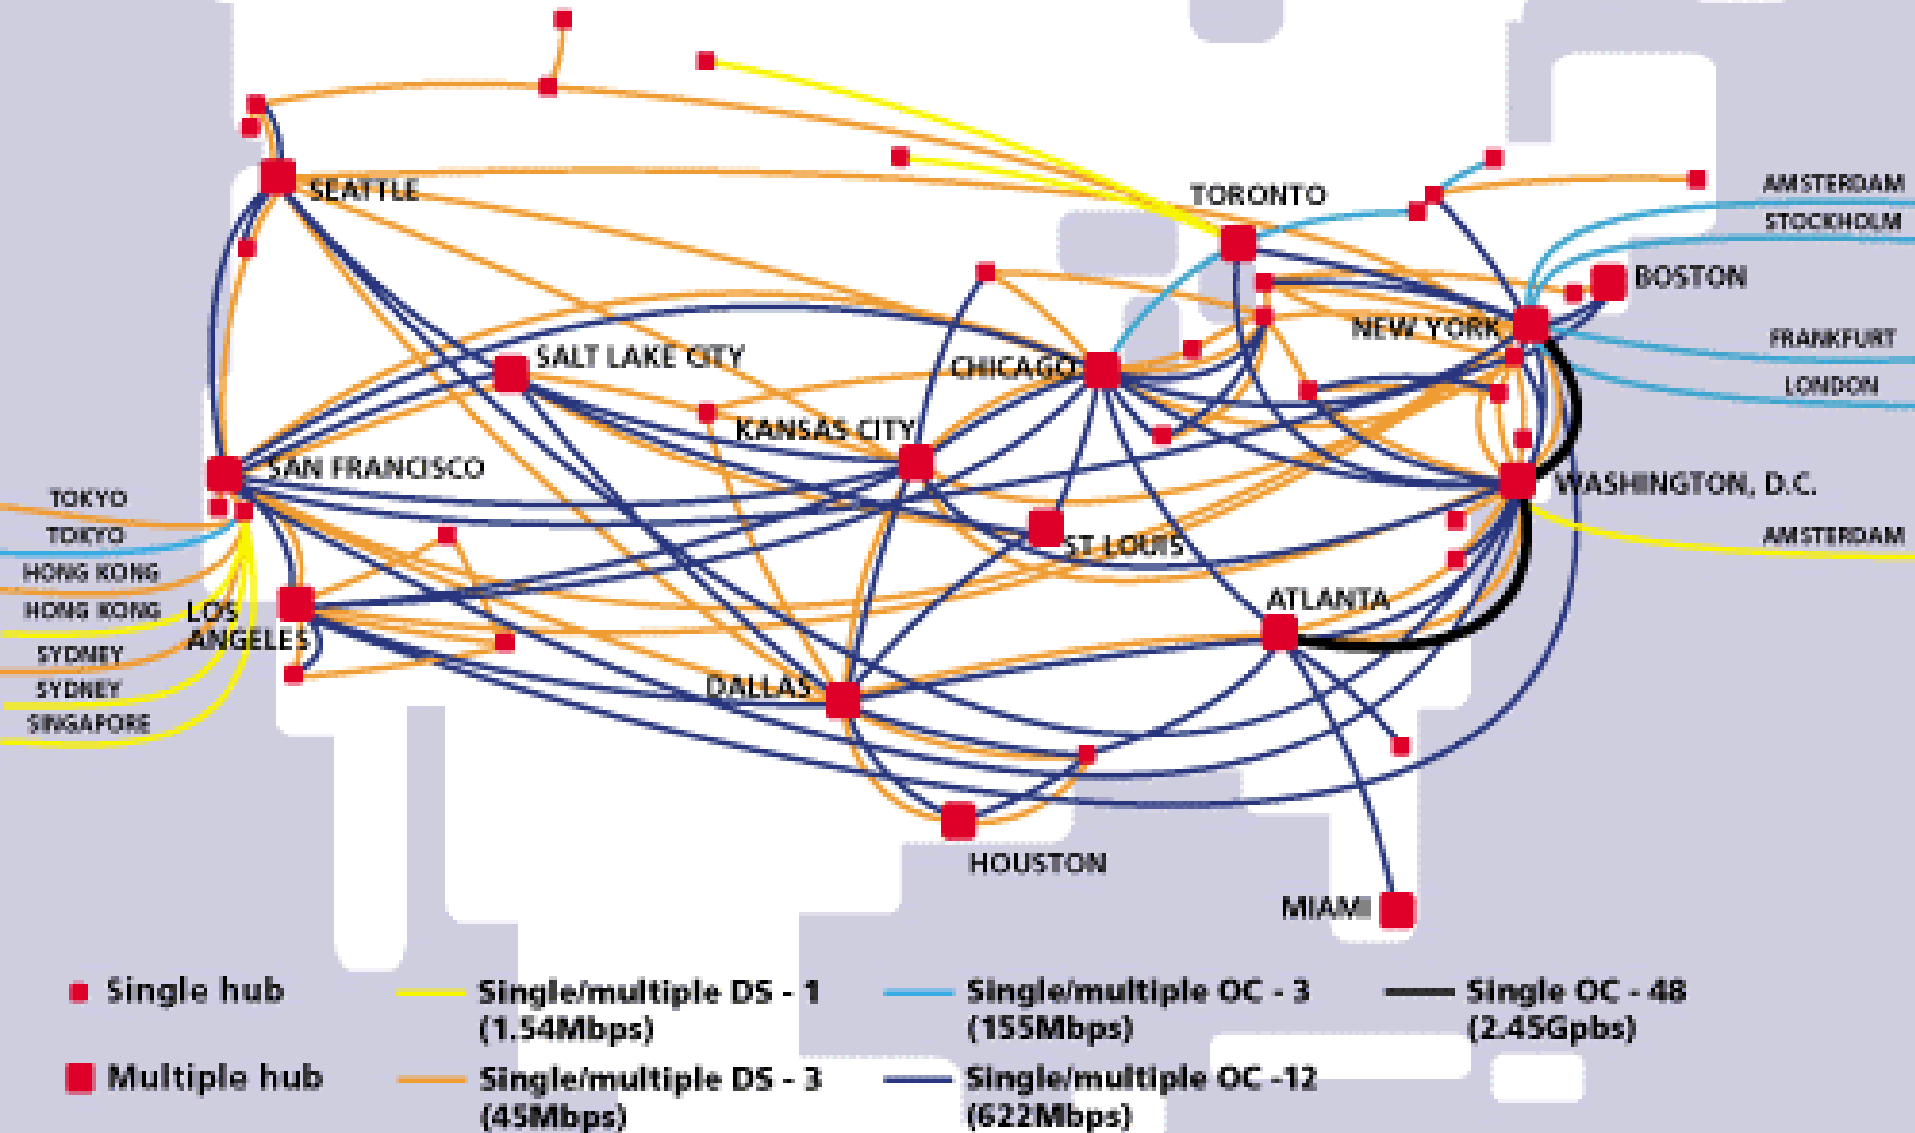 TORONTO
SEATTLE
AMSTERDAM
STOCKHOLM
BOSTON
NEW YORK
FRANKFURT
SALT LAKE CITY
CHICAGO
LONDON
KANSAS CITY
SAN FRANCISCO
WASHINGTON, D.C.
TOKYO
TOKYO
AMSTERDAM
ST LOUIS
HONG KONG
HONG KONG
LOS
ANGELES
ATLANTA
SYDNEY
SYDNEY
DALLAS
SINGAPORE
HOUSTON
MIAMI
Single hub
Multiple hub
Single/multiple DS - 1
(1.54Mbps)
Single/multiple DS - 3
(45Mbps)
Single/multiple OC - 3
(155Mbps)
Single/multiple OC -12
(622Mbps)
Single OC - 48
(2.45Gpbs)